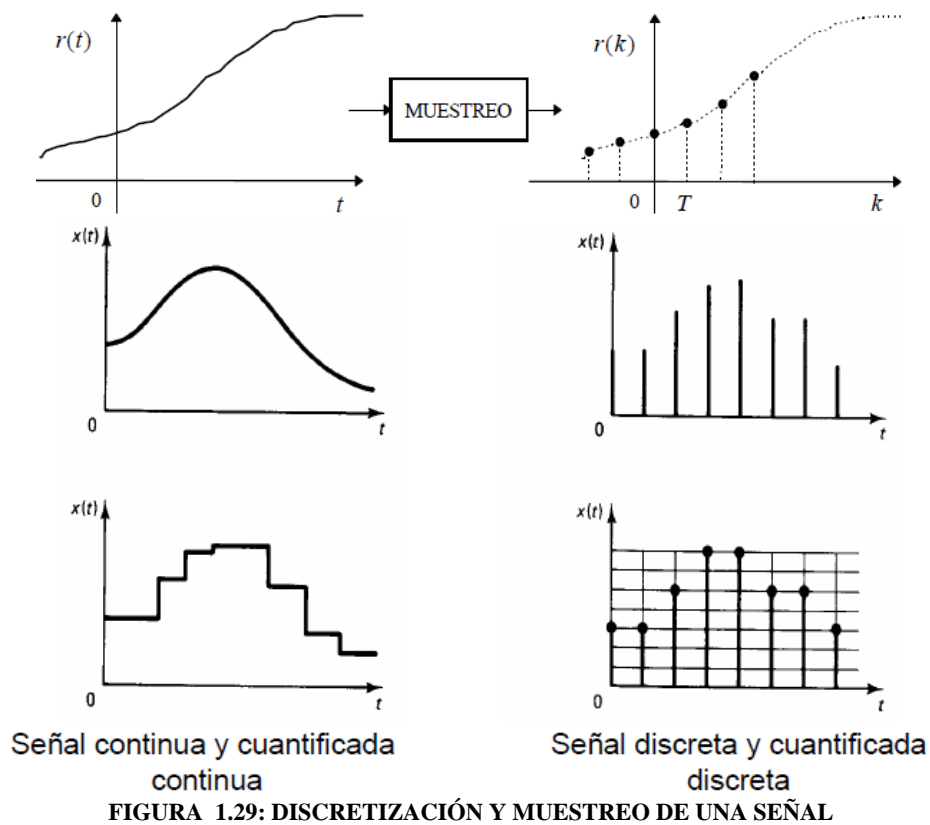 r(t)
0
t
MUESTREO
r(k)
0
T
k
x(t)
0
t
x(t)
0
t
x(t)
0
t
x(t)
0
t
Señal continua y cuantificada
continua
Señal discreta y cuantificada
discreta
FIGURA 1.29: DISCRETIZACIÓN Y MUESTREO DE UNA SEÑAL